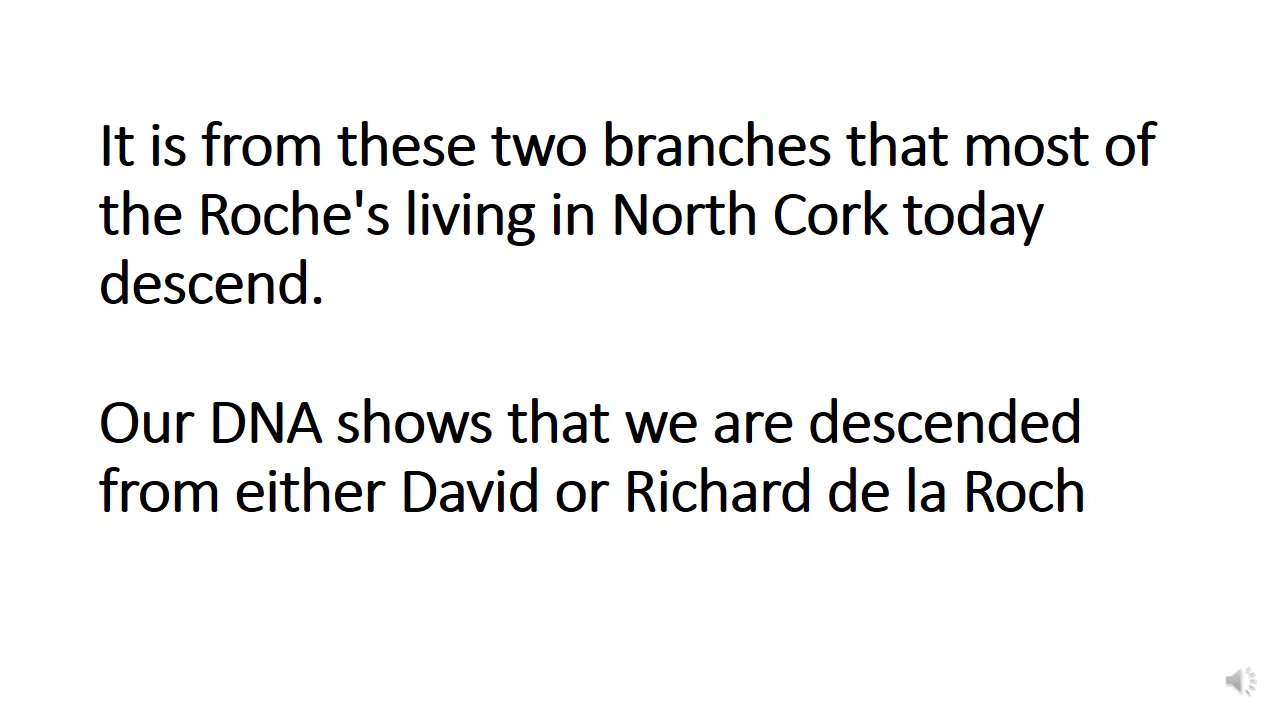 It is from these two branches that most of
the Roche's living in North Cork today
descend.
Our DNA shows that we are descended
from either David or Richard de la Roch